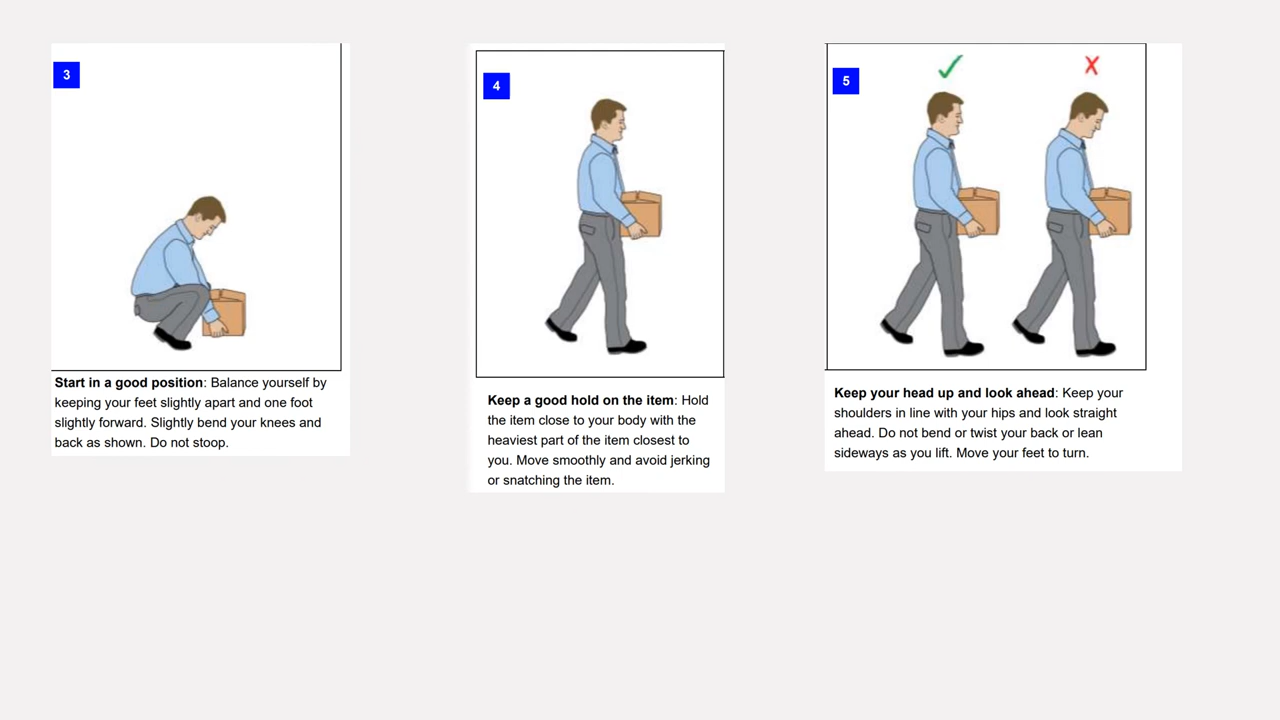 3
Start in a good position: Balance yourself by
keeping your feet slightly apart and one foot
slightly forward. Slightly bend your knees and
back as shown. Do not stoop.
4
Keep a good hold on the item: Hold
the item close to your body with the
heaviest part of the item closest to
you. Move smoothly and avoid jerking
or snatching the item.
5
Keep your head up and look ahead: Keep your
shoulders in line with your hips and look straight
ahead. Do not bend or twist your back or lean
sideways as you lift. Move your feet to turn.